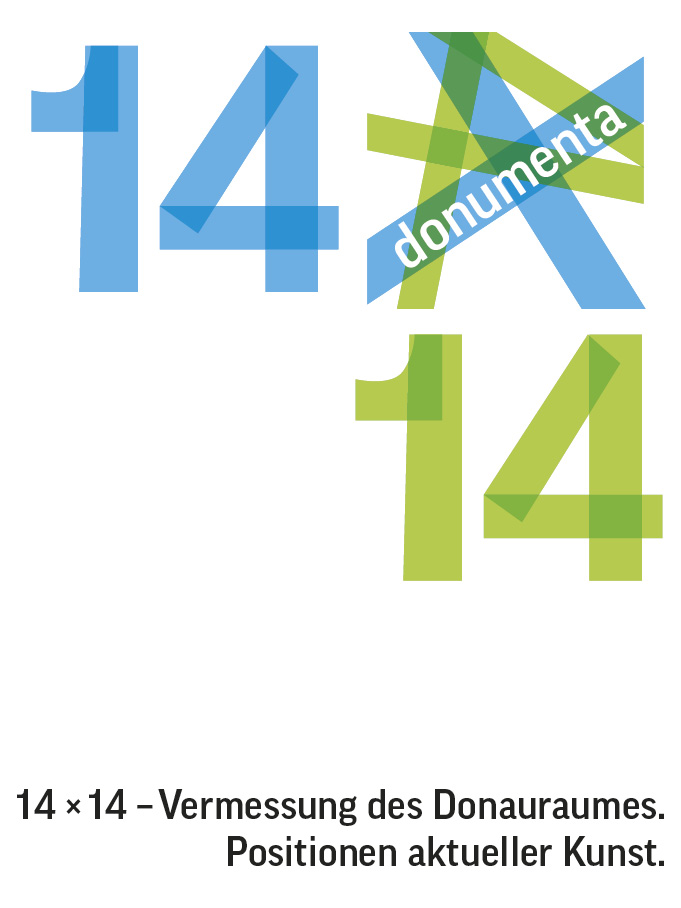 14
donumenta
14
14 × 14 – Vermessung des Donauraumes.
Positionen aktueller Kunst.